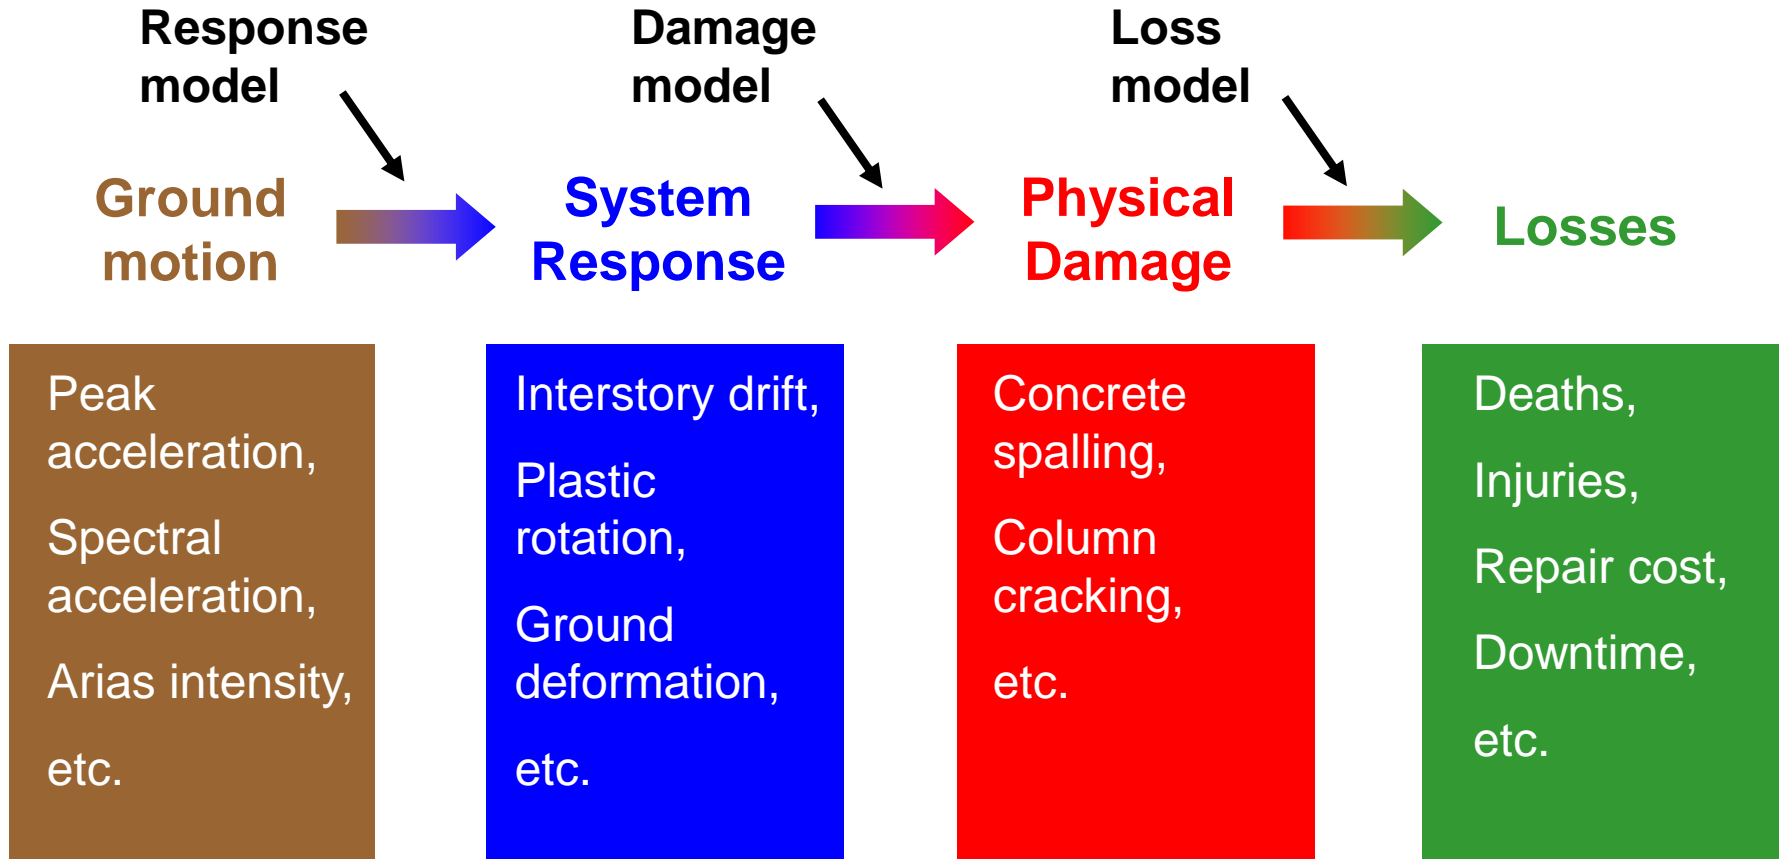 Response
model
Damage
model
Loss
model
Ground
motion
System
Response
Physical
Damage
Losses
Peak
acceleration,
Spectral
acceleration,
Arias intensity,
etc.
Interstory drift,
Plastic
rotation,
Ground
deformation,
etc.
Concrete
spalling,
Column
cracking,
etc.
Deaths,
Injuries,
Repair cost,
Downtime,
etc.